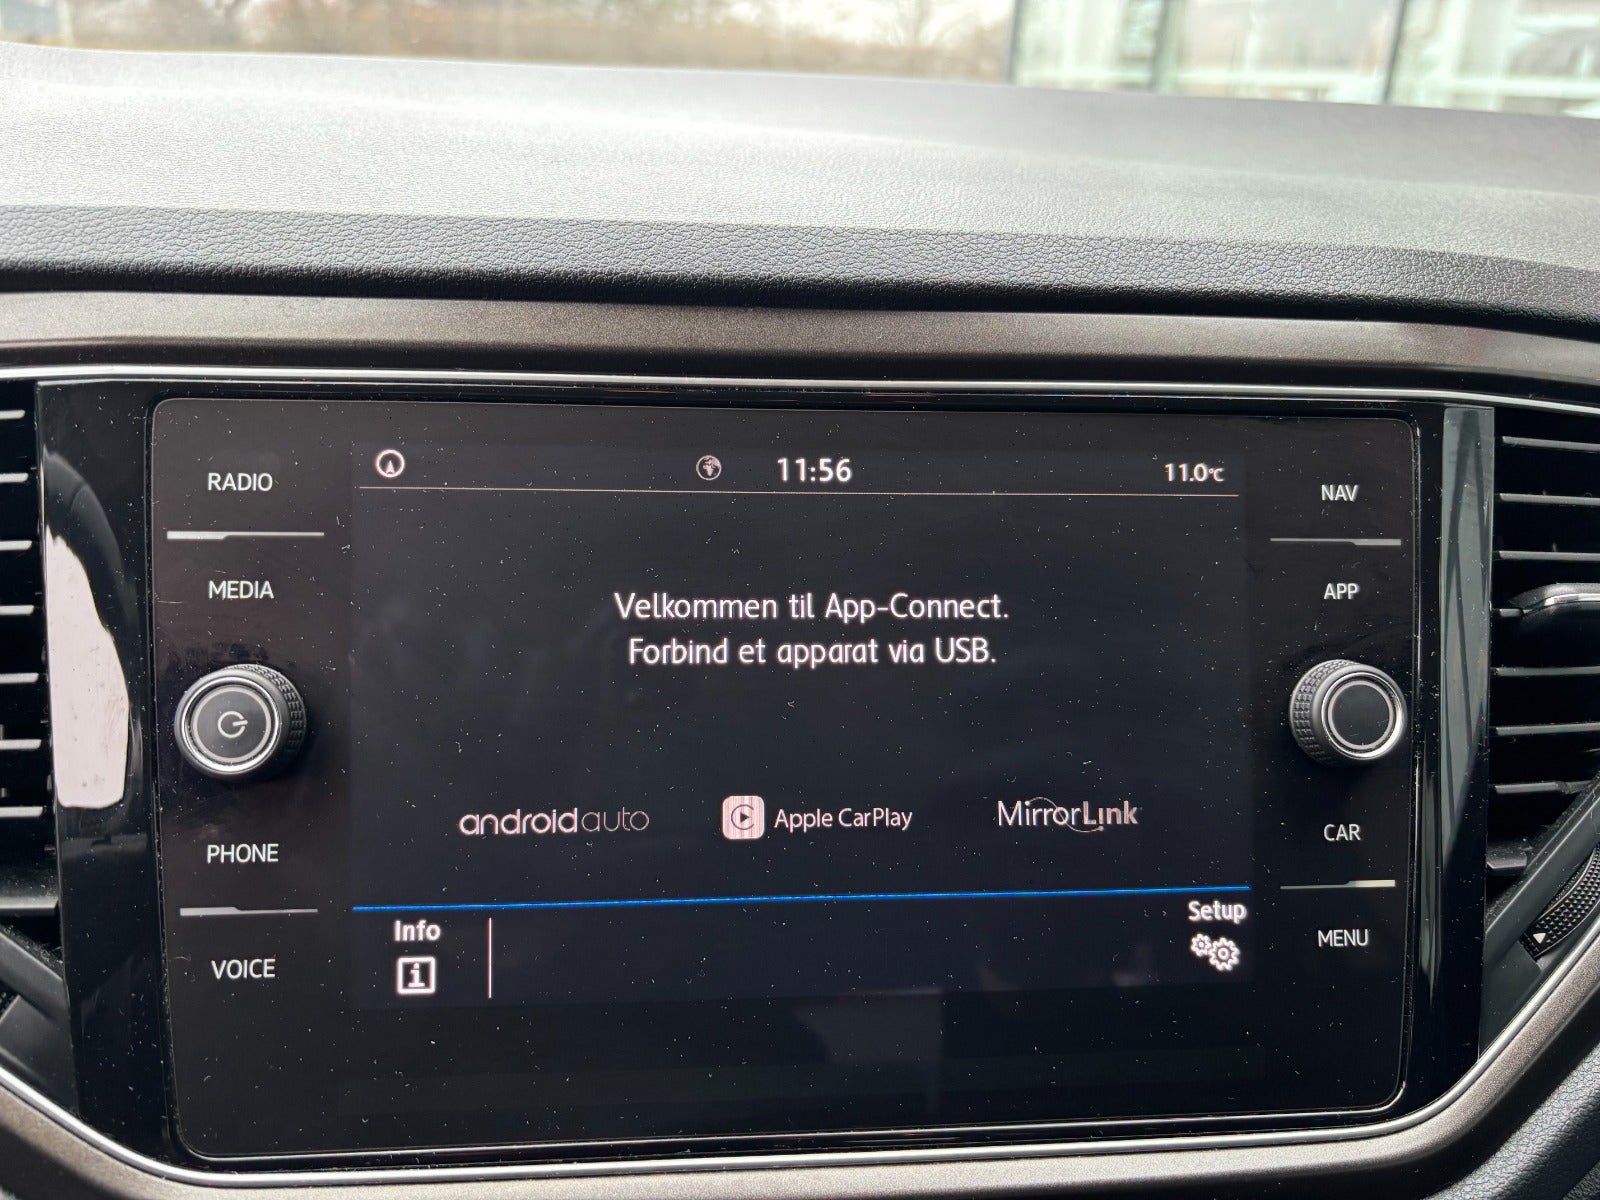 RADIO
MEDIA
PHONE
VOICE
11:56
11.0°C
Velkommen til App-Connect.
Forbind et apparat via USB.
androidauto
Apple CarPlay
MirrorLink
Info
i
Setup
NAV
APP
CAR
MENU